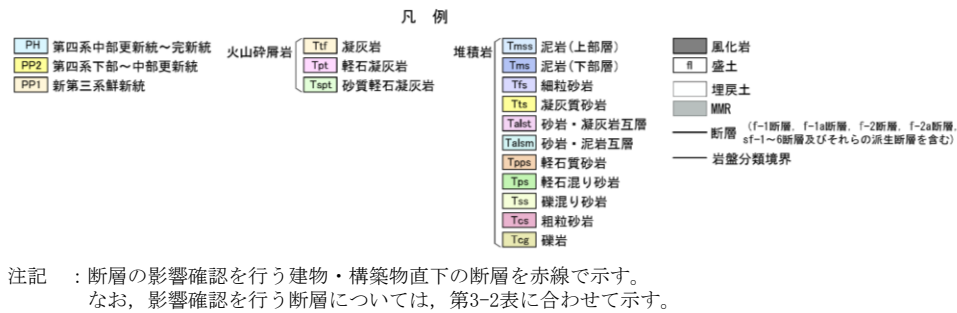 凡 例
PH 第四系中部更新統～完新統
PP2 第四系下部～中部更新統
PP1 新第三系鮮新統
火山砕屑岩
Ttf 凝灰岩
Tpt 軽石凝灰岩
Tspt 砂質軽石凝灰岩
堆積岩
Tmss 泥岩(上部層)
Tms 泥岩(下部層)
Tfs 細粒砂岩
Tts 凝灰質砂岩
Talst 砂岩・凝灰岩互層
Talsm 砂岩・泥岩互層
Tpps 軽石質砂岩
Tps 軽石混り砂岩
Tss 礫混り砂岩
Tcs 粗粒砂岩
Tcg 礫岩
風化岩
fl 盛土
埋戻土
MMR
断層 (f-1断層，f-1a断層，f-2断層，f-2a断層，
sf-1～6断層及びそれらの派生断層を含む)
岩盤分類境界
注記 ：断層の影響確認を行う建物・構築物直下の断層を赤線で示す。
なお，影響確認を行う断層については，第3-2表に合わせて示す。